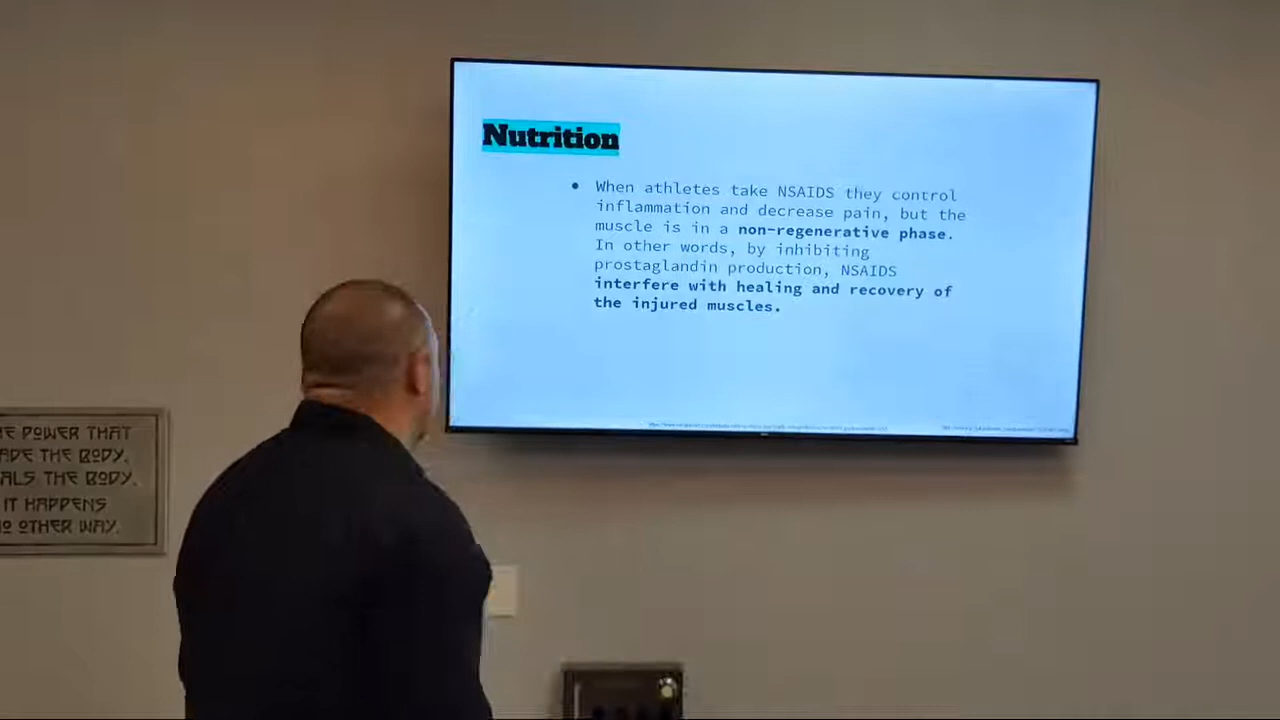 Nutrition
● When athletes take NSAIDS they control
inflammation and decrease pain, but the
muscle is in a non-regenerative phase.
In other words, by inhibiting
prostaglandin production, NSAIDS
interfere with healing and recovery of
the injured muscles.
POWER THAT
THE BODY,
THE BODY.
IT HAPPENS
OTHER WAY.